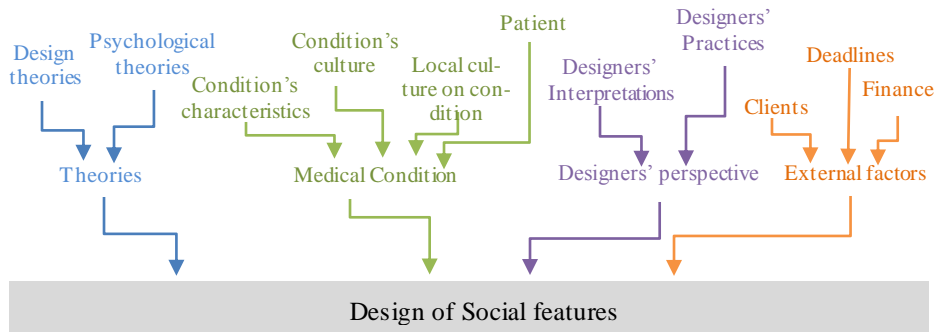 Design
theories
Psychological
theories
Condition's
characteristics
Condition's
culture
Local cul-
ture on con-
dition
Patient
Designers'
Interpretations
Designers'
Practices
Clients
Deadlines
Finance
Theories
Medical Condition
Designers' perspective
External factors
Design of Social features